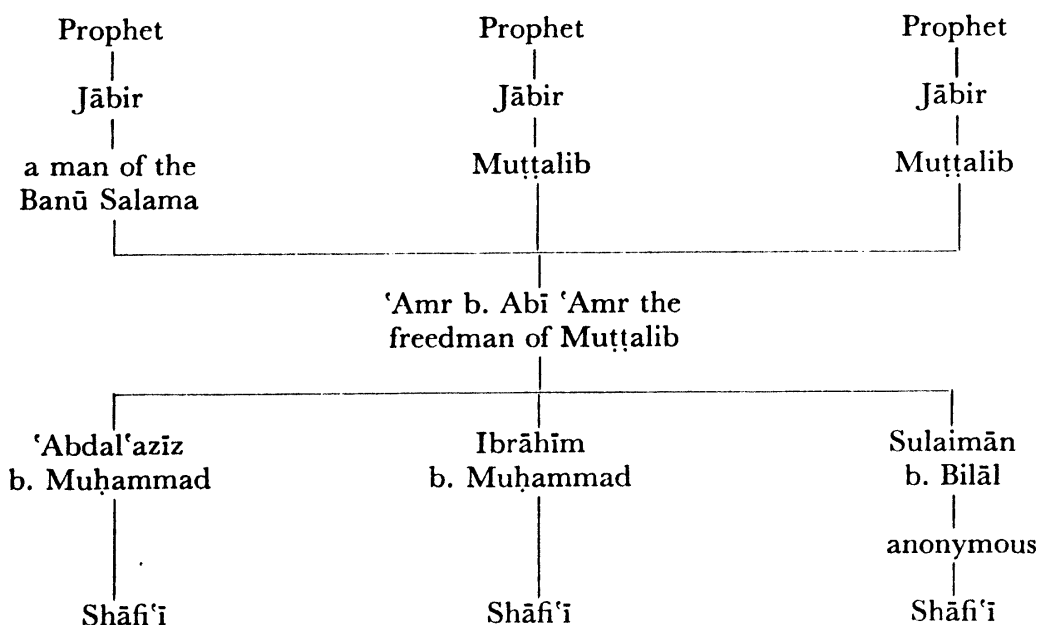 Prophet Prophet Prophet
Jābir Jābir Jābir
a man of the Muṭṭalib Muṭṭalib
Banū Salama
ʿAmr b. Abī ʿAmr the
freedman of Muṭṭalib
ʿAbdalʿazīz Ibrāhīm Sulaimān
b. Muḥammad b. Muḥammad b. Bilāl
anonymous
Shāfiʿī Shāfiʿī Shāfiʿī